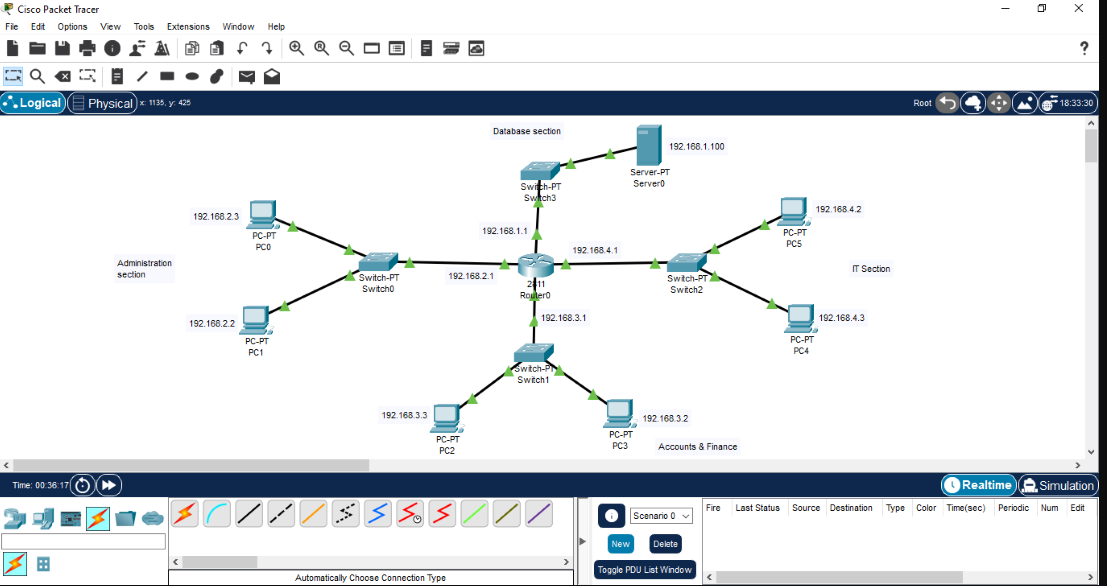 Cisco Packet Tracer
File Edit Options View Tools Extensions Window Help
?
Logical Physical x: 1135, y: 425 Root 18:33:30
Database section
192.168.1.100
Server-PT
Server0
Switch-PT
Switch3
192.168.2.3
PC-PT
PC0
192.168.4.2
PC-PT
PC5
192.168.1.1
192.168.4.1
Administration
section
Switch-PT
Switch0
192.168.2.1
2811
Router0
Switch-PT
Switch2
IT Section
192.168.2.2
PC-PT
PC1
192.168.3.1
192.168.4.3
PC-PT
PC4
Switch-PT
Switch1
192.168.3.3
PC-PT
PC2
192.168.3.2
PC-PT
PC3
Accounts & Finance
Time: 00:36:17 Realtime Simulation
Scenario 0
New Delete
Toggle PDU List Window
Fire Last Status Source Destination Type Color Time(sec) Periodic Num Edit
Automatically Choose Connection Type